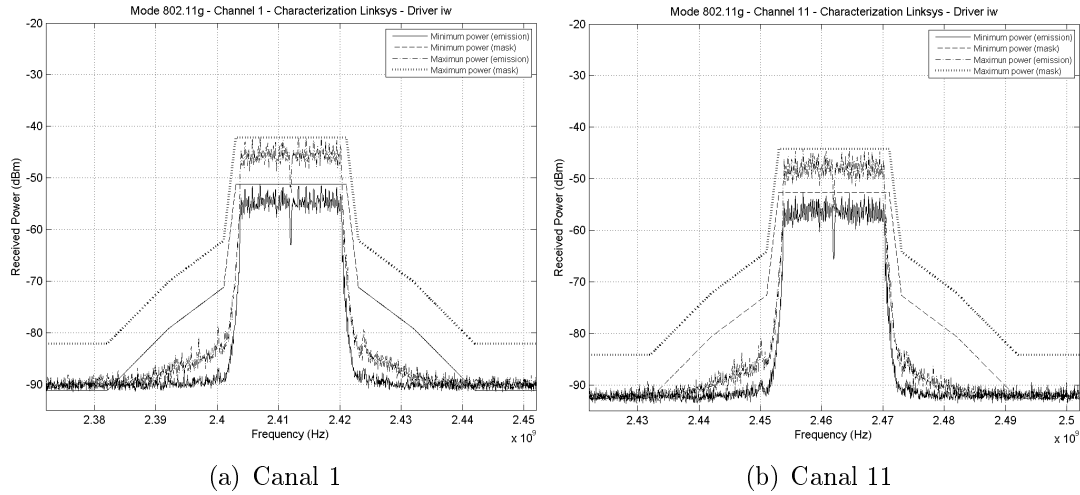 Mode 802.11g - Channel 1 - Characterization Linksys - Driver iw
Minimum power (emission)
Minimum power (mask)
Maximum power (emission)
Maximum power (mask)
Received Power (dBm)
-20
-30
-40
-50
-60
-70
-80
-90
2.38
2.39
2.4
2.41
2.42
2.43
2.44
2.45
Frequency (Hz)
x 10⁹
(a) Canal 1
Mode 802.11g - Channel 11 - Characterization Linksys - Driver iw
Minimum power (emission)
Minimum power (mask)
Maximum power (emission)
Maximum power (mask)
Received Power (dBm)
-20
-30
-40
-50
-60
-70
-80
-90
2.43
2.44
2.45
2.46
2.47
2.48
2.49
2.5
Frequency (Hz)
x 10⁹
(b) Canal 11